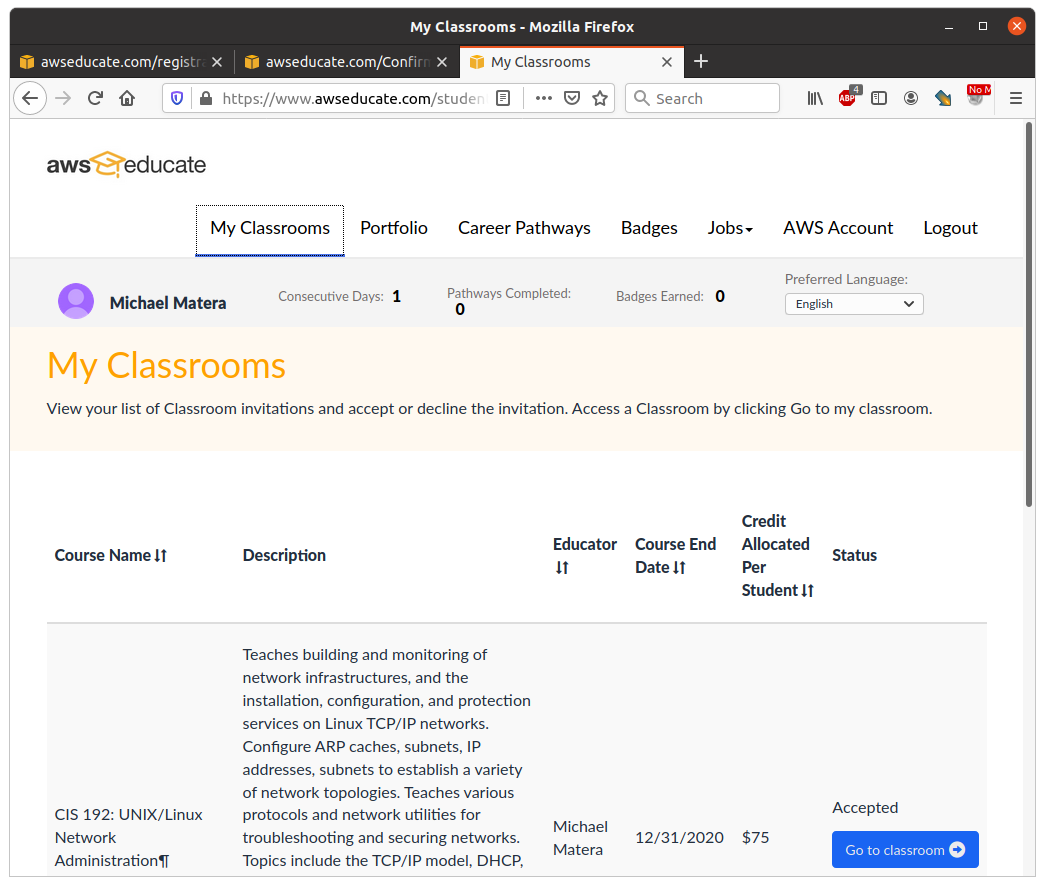 My Classrooms - Mozilla Firefox
awseducate.com/registra
awseducate.com/Confirm
My Classrooms
https://www.awseducate.com/studen
Search
ABP
4
No M
aws educate
My Classrooms
Portfolio
Career Pathways
Badges
Jobs
AWS Account
Logout
Michael Matera
Consecutive Days: 1
Pathways Completed:
0
Badges Earned: 0
Preferred Language:
English
My Classrooms
View your list of Classroom invitations and accept or decline the invitation. Access a Classroom by clicking Go to my classroom.
Course Name
Description
Educator
Course End
Date
Credit
Allocated
Per
Student
Status
CIS 192: UNIX/Linux
Network
Administration¶
Teaches building and monitoring of
network infrastructures, and the
installation, configuration, and protection
services on Linux TCP/IP networks.
Configure ARP caches, subnets, IP
addresses, subnets to establish a variety
of network topologies. Teaches various
protocols and network utilities for
troubleshooting and securing networks.
Topics include the TCP/IP model, DHCP,
Michael
Matera
12/31/2020
$75
Accepted
Go to classroom